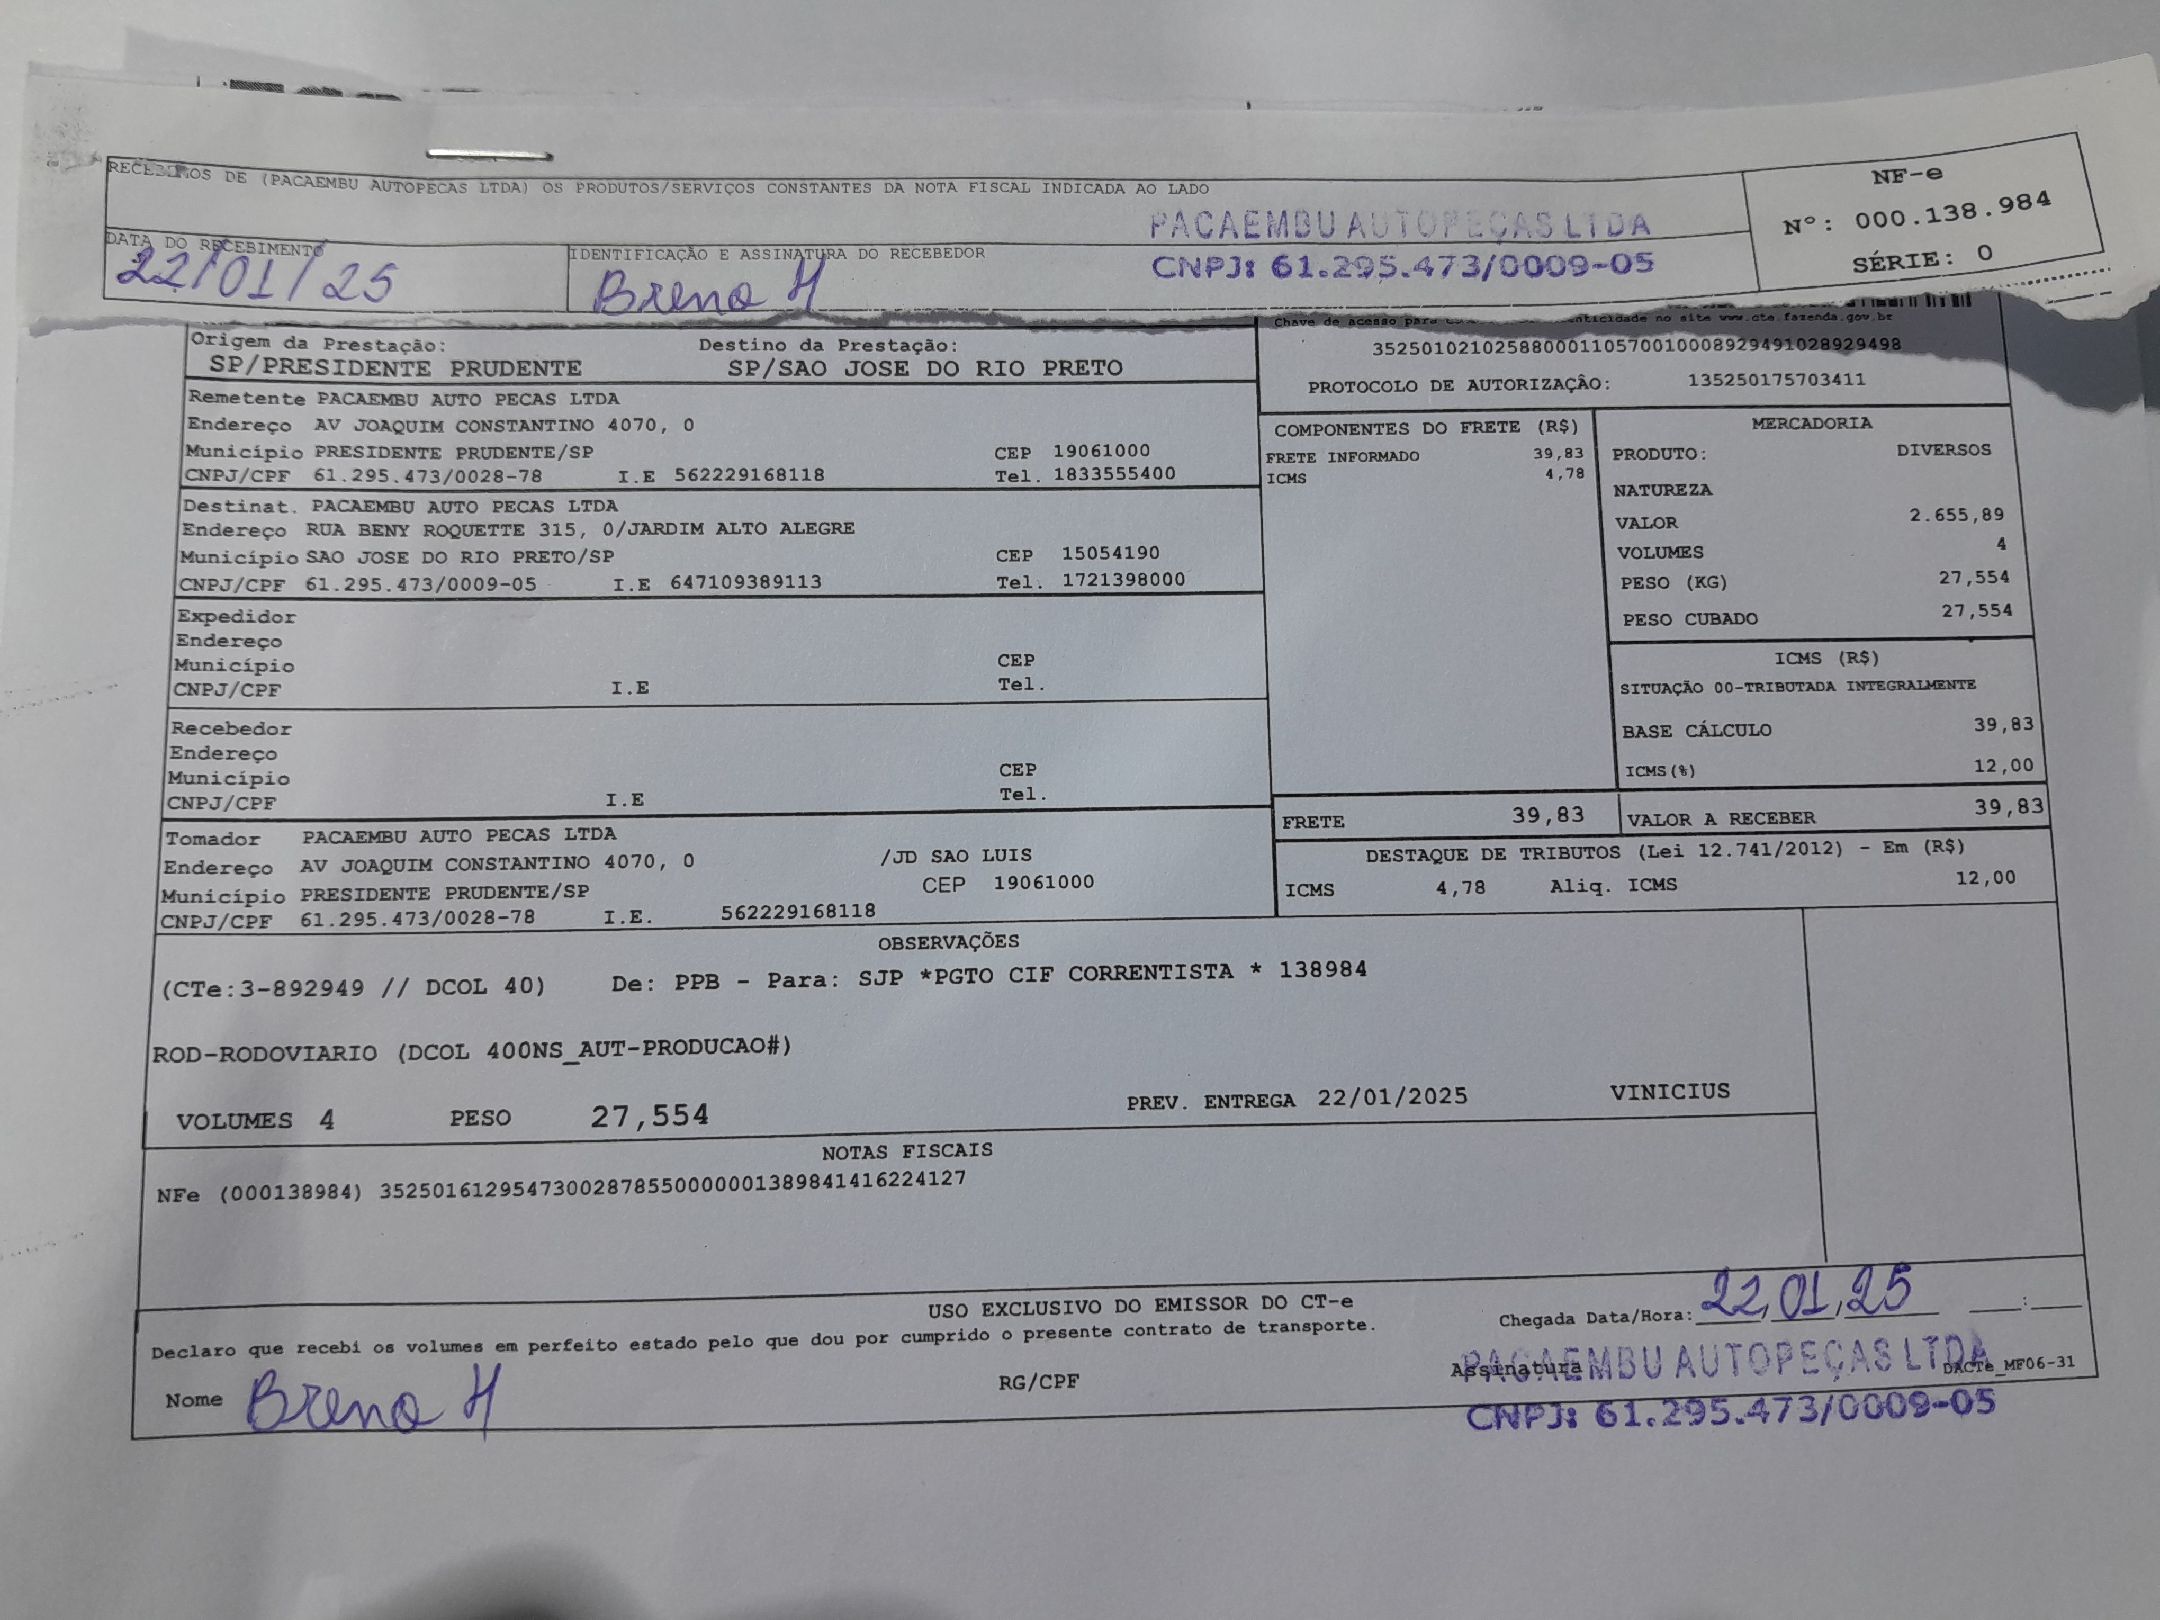 RECEBEMOS DE (PACAEMBU AUTOPECAS LTDA) OS PRODUTOS/SERVIÇOS CONSTANTES DA NOTA FISCAL INDICADA AO LADO
NF-e
Nº: 000.138.984
SÉRIE: 0
DATA DO RECEBIMENTO
22/01/25
IDENTIFICAÇÃO E ASSINATURA DO RECEBEDOR
Breno H
PACAEMBU AUTOPEÇAS LTDA
CNPJ: 61.295.473/0009-05
Chave de acesso para no site www.cte.fazenda.gov.br
35250102102588000110570010008929491028929498
PROTOCOLO DE AUTORIZAÇÃO: 135250175703411
Origem da Prestação: Destino da Prestação:
SP/PRESIDENTE PRUDENTE SP/SAO JOSE DO RIO PRETO
Remetente PACAEMBU AUTO PECAS LTDA
Endereço AV JOAQUIM CONSTANTINO 4070, 0
Município PRESIDENTE PRUDENTE/SP CEP 19061000
CNPJ/CPF 61.295.473/0028-78 I.E 562229168118 Tel. 1833555400
Destinat. PACAEMBU AUTO PECAS LTDA
Endereço RUA BENY ROQUETTE 315, 0/JARDIM ALTO ALEGRE
Município SAO JOSE DO RIO PRETO/SP CEP 15054190
CNPJ/CPF 61.295.473/0009-05 I.E 647109389113 Tel. 1721398000
Expedidor
Endereço
Município CEP
CNPJ/CPF I.E Tel.
Recebedor
Endereço
Município CEP
CNPJ/CPF I.E Tel.
Tomador PACAEMBU AUTO PECAS LTDA
Endereço AV JOAQUIM CONSTANTINO 4070, 0 /JD SAO LUIS
Município PRESIDENTE PRUDENTE/SP CEP 19061000
CNPJ/CPF 61.295.473/0028-78 I.E. 562229168118
COMPONENTES DO FRETE (R$)
FRETE INFORMADO 39,83
ICMS 4,78
MERCADORIA
PRODUTO: DIVERSOS
NATUREZA
VALOR 2.655,89
VOLUMES 4
PESO (KG) 27,554
PESO CUBADO 27,554
ICMS (R$)
SITUAÇÃO 00-TRIBUTADA INTEGRALMENTE
BASE CÁLCULO 39,83
ICMS(%) 12,00
FRETE 39,83 VALOR A RECEBER 39,83
DESTAQUE DE TRIBUTOS (Lei 12.741/2012) - Em (R$)
ICMS 4,78 Aliq. ICMS 12,00
OBSERVAÇÕES
(CTe:3-892949 // DCOL 40) De: PPB - Para: SJP *PGTO CIF CORRENTISTA * 138984
ROD-RODOVIARIO (DCOL 400NS_AUT-PRODUCAO#)
VOLUMES 4 PESO 27,554 PREV. ENTREGA 22/01/2025 VINICIUS
NOTAS FISCAIS
NFe (000138984) 35250161295473002878550000001389841416224127
USO EXCLUSIVO DO EMISSOR DO CT-e
Declaro que recebi os volumes em perfeito estado pelo que dou por cumprido o presente contrato de transporte.
Chegada Data/Hora: 22/01/25 ___:___
Nome Breno H RG/CPF Assinatura DACTe_MF06-31
PACAEMBU AUTOPEÇAS LTDA
CNPJ: 61.295.473/0009-05